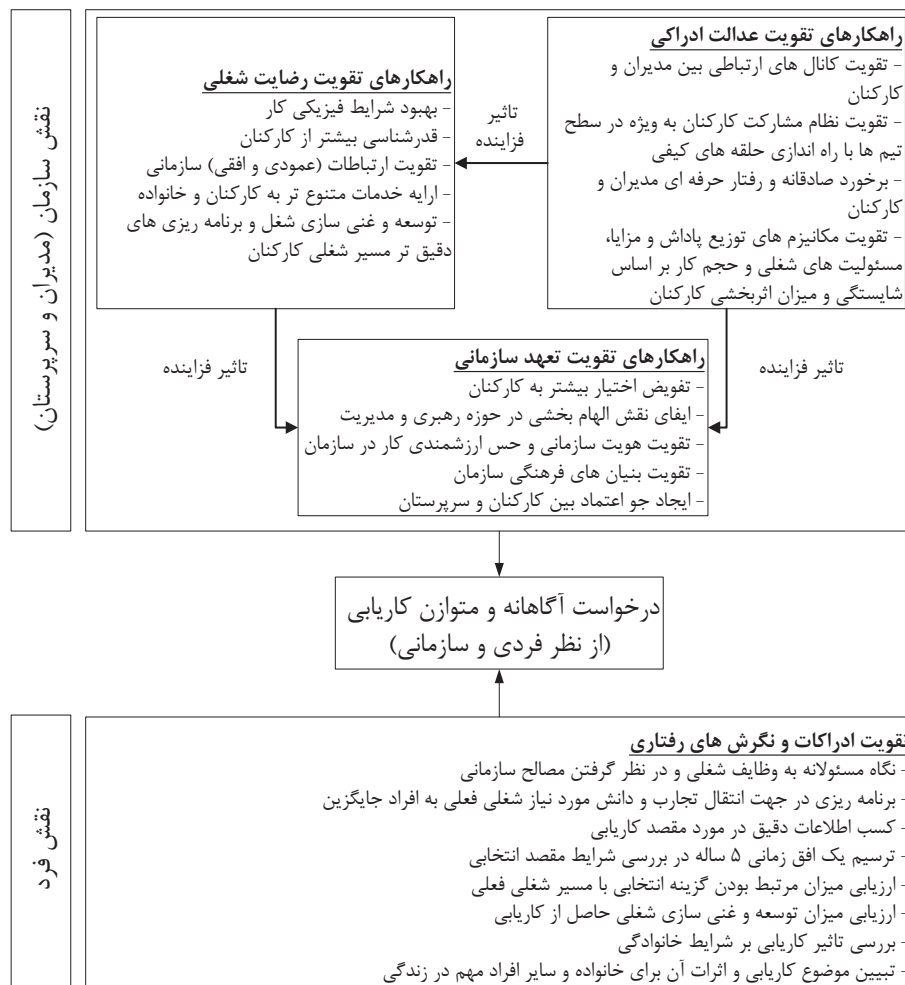 نقش سازمان (مدیران و سرپرستان)
راهکارهای تقویت عدالت ادراکی
- تقویت کانال های ارتباطی بین مدیران و
کارکنان
- تقویت نظام مشارکت کارکنان به ویژه در سطح
تیم ها با راه اندازی حلقه های کیفی
- برخورد صادقانه و رفتار حرفه ای مدیران و
کارکنان
- تقویت مکانیزم های توزیع پاداش و مزایا،
مسئولیت های شغلی و حجم کار بر اساس
شایستگی و میزان اثربخشی کارکنان
تاثیر
فزاینده
راهکارهای تقویت رضایت شغلی
- بهبود شرایط فیزیکی کار
- قدرشناسی بیشتر از کارکنان
- تقویت ارتباطات (عمودی و افقی) سازمانی
- ارایه خدمات متنوع تر به کارکنان و خانواده
- توسعه و غنی سازی شغل و برنامه ریزی های
دقیق تر مسیر شغلی کارکنان
تاثیر فزاینده
تاثیر فزاینده
راهکارهای تقویت تعهد سازمانی
- تفویض اختیار بیشتر به کارکنان
- ایفای نقش الهام بخشی در حوزه رهبری و مدیریت
- تقویت هویت سازمانی و حس ارزشمندی کار در سازمان
- تقویت بنیان های فرهنگی سازمان
- ایجاد جو اعتماد بین کارکنان و سرپرستان
درخواست آگاهانه و متوازن کاریابی
(از نظر فردی و سازمانی)
نقش فرد
تقویت ادراکات و نگرش های رفتاری
- نگاه مسئولانه به وظایف شغلی و در نظر گرفتن مصالح سازمانی
- برنامه ریزی در جهت انتقال تجارب و دانش مورد نیاز شغلی فعلی به افراد جایگزین
- کسب اطلاعات دقیق در مورد مقصد کاریابی
- ترسیم یک افق زمانی ۵ ساله در بررسی شرایط مقصد انتخابی
- ارزیابی میزان مرتبط بودن گزینه انتخابی با مسیر شغلی فعلی
- ارزیابی میزان توسعه و غنی سازی شغلی حاصل از کاریابی
- بررسی تاثیر کاریابی بر شرایط خانوادگی
- تبیین موضوع کاریابی و اثرات آن برای خانواده و سایر افراد مهم در زندگی